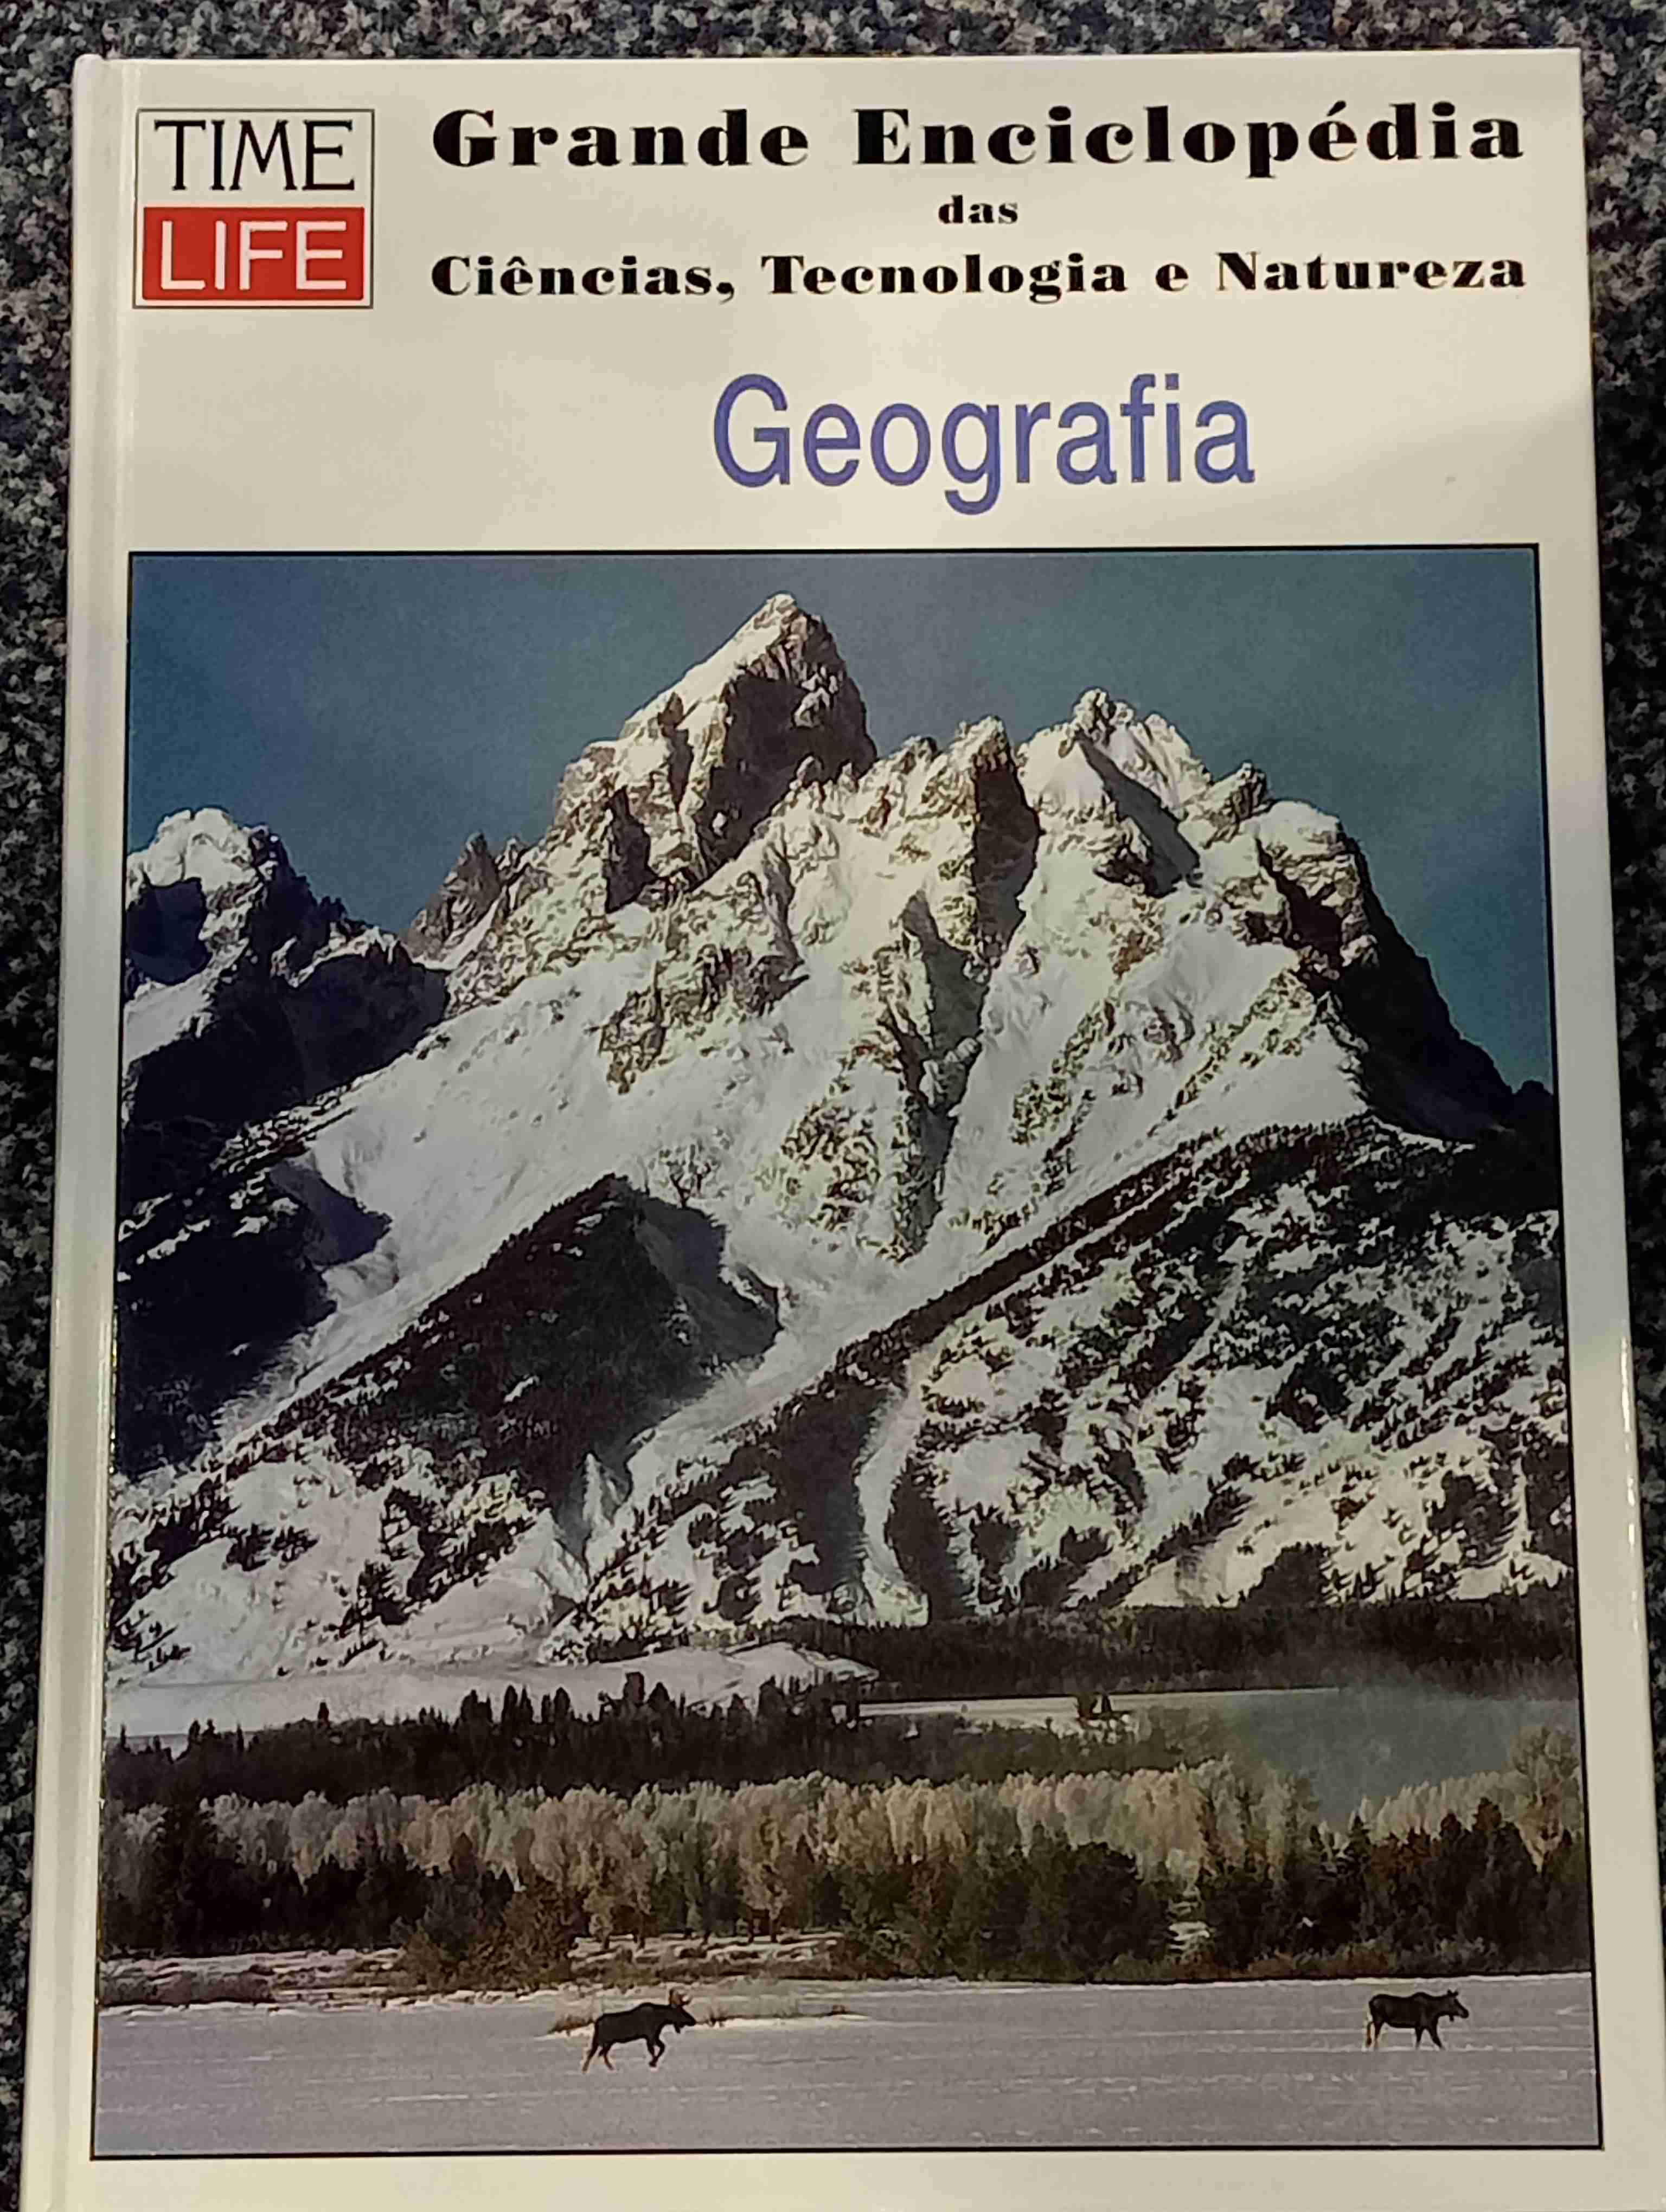 TIME
LIFE
Grande Enciclopédia
das
Ciências, Tecnologia e Natureza
Geografia